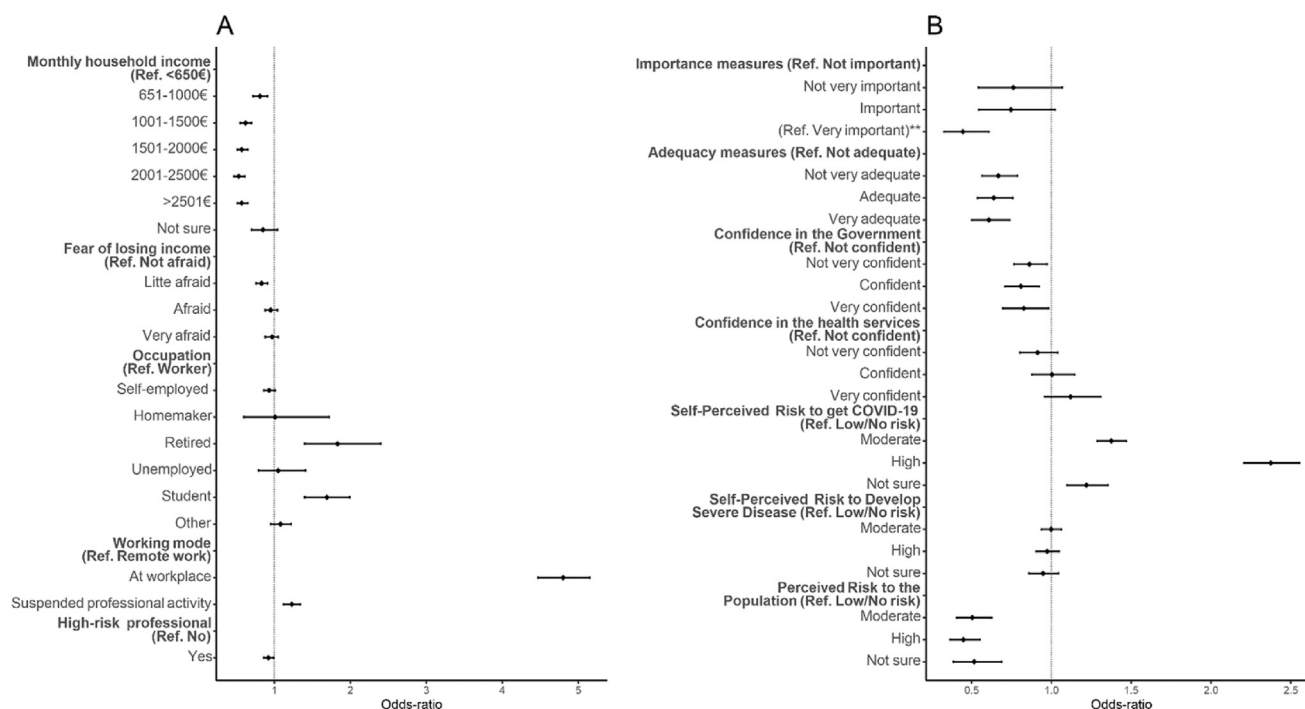 A
Monthly household income
(Ref. <650€)
651-1000€
1001-1500€
1501-2000€
2001-2500€
>2501€
Not sure
Fear of losing income
(Ref. Not afraid)
Litte afraid
Afraid
Very afraid
Occupation
(Ref. Worker)
Self-employed
Homemaker
Retired
Unemployed
Student
Other
Working mode
(Ref. Remote work)
At workplace
Suspended professional activity
High-risk professional
(Ref. No)
Yes
1 2 3 4 5
Odds-ratio
B
Importance measures (Ref. Not important)
Not very important
Important
(Ref. Very important)**
Adequacy measures (Ref. Not adequate)
Not very adequate
Adequate
Very adequate
Confidence in the Government
(Ref. Not confident)
Not very confident
Confident
Very confident
Confidence in the health services
(Ref. Not confident)
Not very confident
Confident
Very confident
Self-Perceived Risk to get COVID-19
(Ref. Low/No risk)
Moderate
High
Not sure
Self-Perceived Risk to Develop
Severe Disease (Ref. Low/No risk)
Moderate
High
Not sure
Perceived Risk to the
Population (Ref. Low/No risk)
Moderate
High
Not sure
0.5 1.0 1.5 2.0 2.5
Odds-ratio